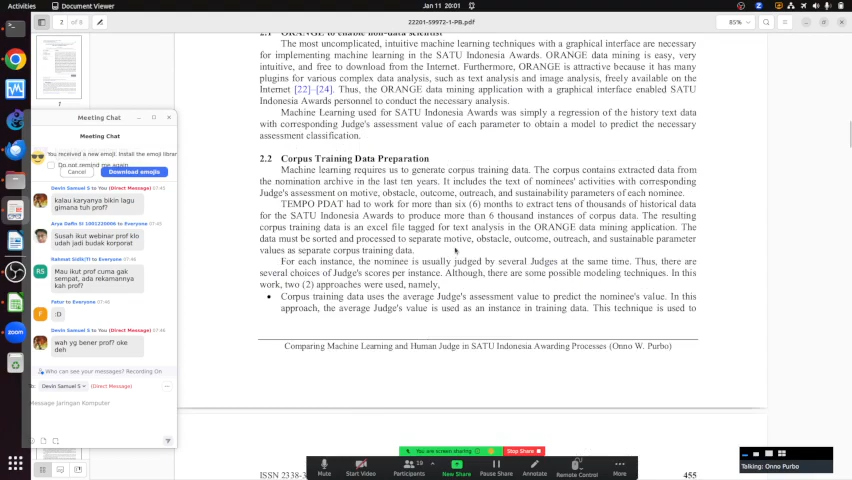 Activities
Document Viewer
Jan 11 20:01
2
of 8
22201-59972-1-PB.pdf
85%
1
Meeting Chat
Meeting Chat
You received a new emoji. Install the emoji librar
Do not remind me again
Cancel
Download emojis
Devin Samuel S to You (Direct Message) 07:45
kalau karyanya bikin lagu
gimana tuh prof?
Arya Dafin SI 1001220006 to Everyone 07:45
Susah ikut webinar prof klo
udah jadi budak korporat
to Everyone 07:46
RS
Mau ikut prof cuma gak
sempat, ada rekamannya
kah prof?
Fatur to Everyone 07:46
F
:D
Devin Samuel S to You (Direct Message) 07:46
wah yg bener prof? oke
deh
Who can see your messages? Recording On
Devin Samuel S
(Direct Message)
Message Jaringan Komputer
2.1 ORANGE to enable non-data scientist
The most uncomplicated, intuitive machine learning techniques with a graphical interface are necessary
for implementing machine learning in the SATU Indonesia Awards. ORANGE data mining is easy, very
intuitive, and free to download from the Internet. Furthermore, ORANGE is attractive because it has many
plugins for various complex data analysis, such as text analysis and image analysis, freely available on the
Internet [22]–[24]. Thus, the ORANGE data mining application with a graphical interface enabled SATU
Indonesia Awards personnel to conduct the necessary analysis.
Machine Learning used for SATU Indonesia Awards was simply a regression of the history text data
with corresponding Judge's assessment value of each parameter to obtain a model to predict the necessary
assessment classification.
2.2 Corpus Training Data Preparation
Machine learning requires us to generate corpus training data. The corpus contains extracted data from
the nomination archive in the last ten years. It includes the text of nominees' activities with corresponding
Judge's assessment on motive, obstacle, outcome, outreach, and sustainability parameters of each nominee.
TEMPO PDAT had to work for more than six (6) months to extract tens of thousands of historical data
for the SATU Indonesia Awards to produce more than 6 thousand instances of corpus data. The resulting
corpus training data is an excel file tagged for text analysis in the ORANGE data mining application. The
data must be sorted and processed to separate motive, obstacle, outcome, outreach, and sustainable parameter
values as separate corpus training data.
For each instance, the nominee is usually judged by several Judges at the same time. Thus, there are
several choices of Judge's scores per instance. Although, there are some possible modeling techniques. In this
work, two (2) approaches were used, namely,
• Corpus training data uses the average Judge's assessment value to predict the nominee's value. In this
approach, the average Judge's value is used as an instance in training data. This technique is used to
Comparing Machine Learning and Human Judge in SATU Indonesia Awarding Processes (Onno W. Purbo)
ISSN 2338-3
455
You are screen sharing
Stop Share
Mute
Start Video
Participants
19
New Share
Pause Share
Annotate
Remote Control
More
Talking: Onno Purbo
zoom